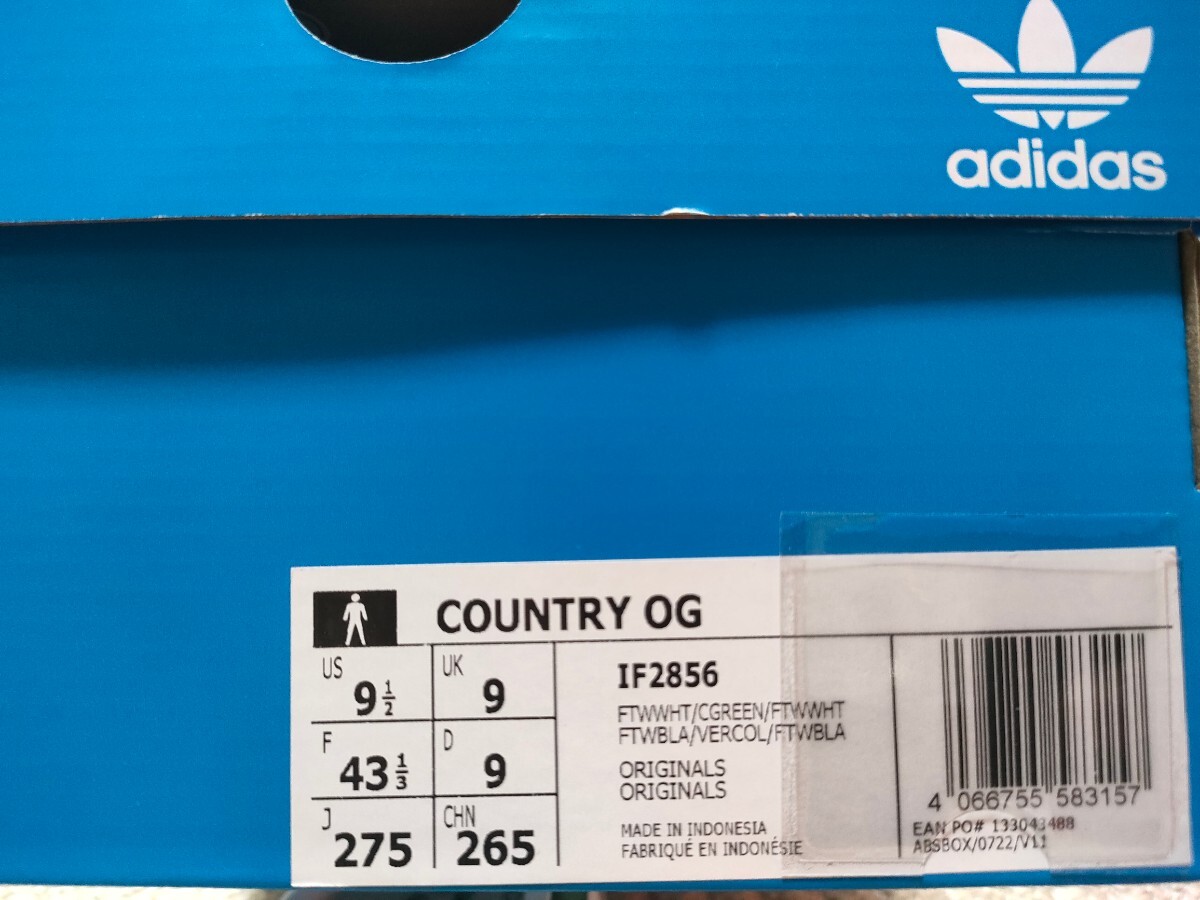 adidas
COUNTRY OG
US 9 1/2
UK 9
F 43 1/3
D 9
J 275
CHN 265
IF2856
FTWWHT/CGREEN/FTWWHT
FTWBLA/VERCOL/FTWBLA
ORIGINALS
ORIGINALS
MADE IN INDONESIA
FABRIQUÉ EN INDONÉSIE
4 066755 583157
EAN PO# 133043488
ABSBOX/0722/V11